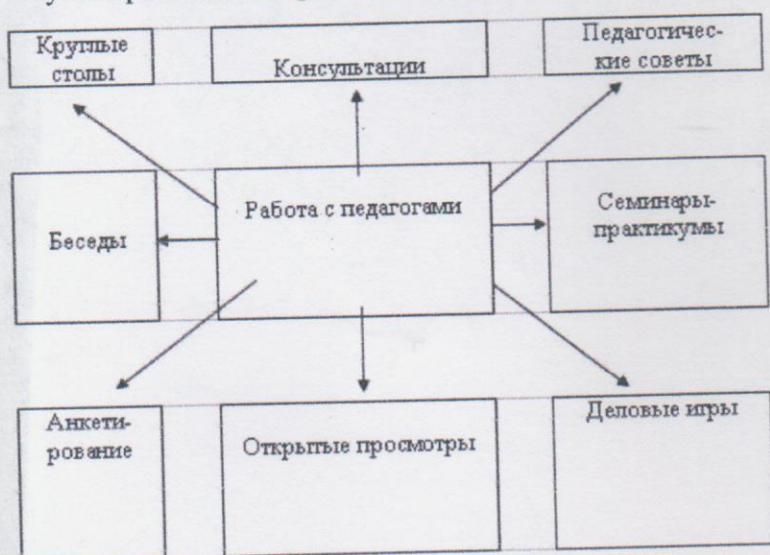 Круглые
столы
Консультации
Педагогичес-
кие советы
Беседы
Работа с педагогами
Семинары-
практикумы
Анкети-
рование
Открытые просмотры
Деловые игры